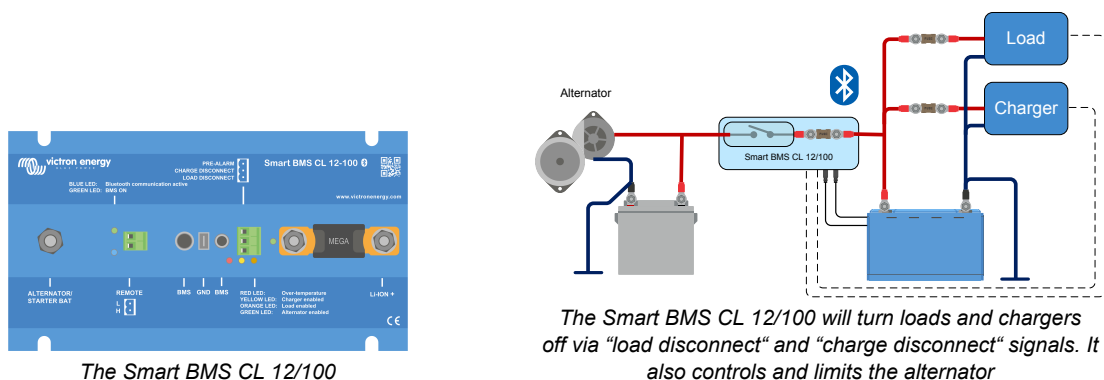 victron energy
BLUE POWER
BLUE LED: Bluetooth communication active
GREEN LED: BMS ON
PRE-ALARM
CHARGE DISCONNECT
LOAD DISCONNECT
Smart BMS CL 12-100
www.victronenergy.com
MEGA
ALTERNATOR/
STARTER BAT
REMOTE
L
H
BMS GND BMS
RED LED: Over-temperature
YELLOW LED: Charger enabled
ORANGE LED: Load enabled
GREEN LED: Alternator enabled
LI-ION +
CE
The Smart BMS CL 12/100
Alternator
Smart BMS CL 12/100
Load
Charger
The Smart BMS CL 12/100 will turn loads and chargers
off via “load disconnect“ and “charge disconnect“ signals. It
also controls and limits the alternator